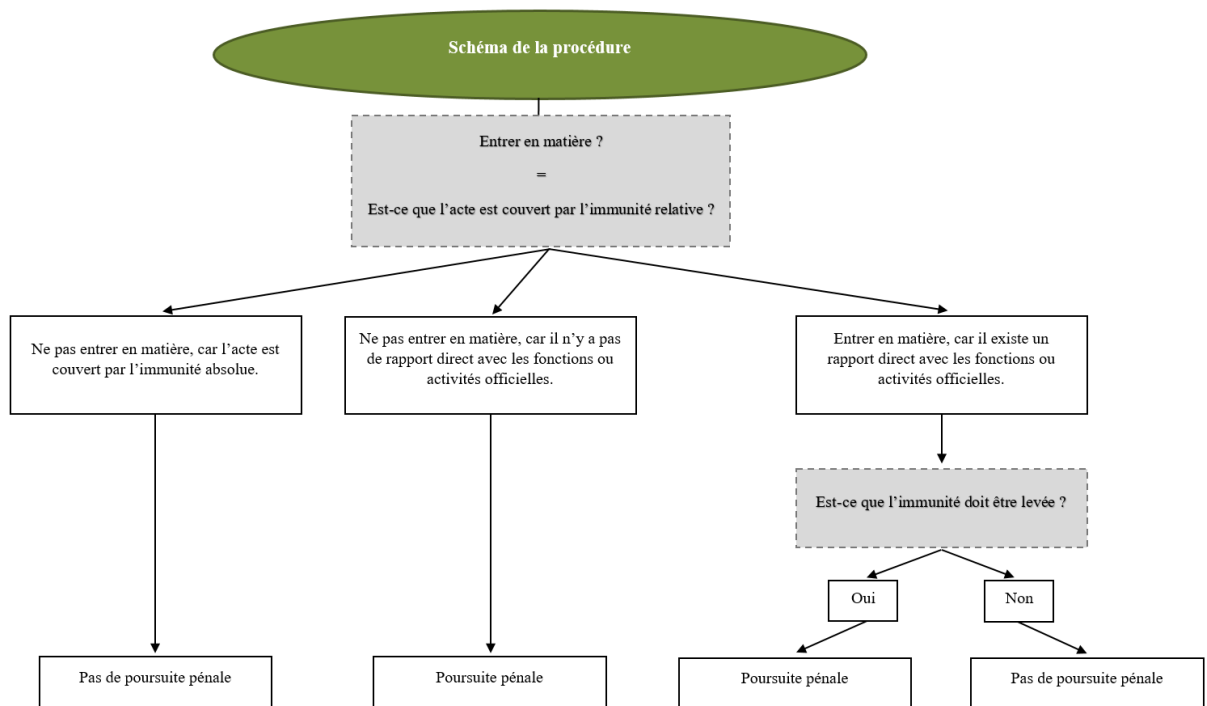 Schéma de la procédure
Entrer en matière ?
=
Est-ce que l’acte est couvert par l’immunité relative ?
Ne pas entrer en matière, car l’acte est
couvert par l’immunité absolue.
Ne pas entrer en matière, car il n’y a pas
de rapport direct avec les fonctions ou
activités officielles.
Entrer en matière, car il existe un
rapport direct avec les fonctions ou
activités officielles.
Est-ce que l’immunité doit être levée ?
Oui
Non
Pas de poursuite pénale
Poursuite pénale
Poursuite pénale
Pas de poursuite pénale